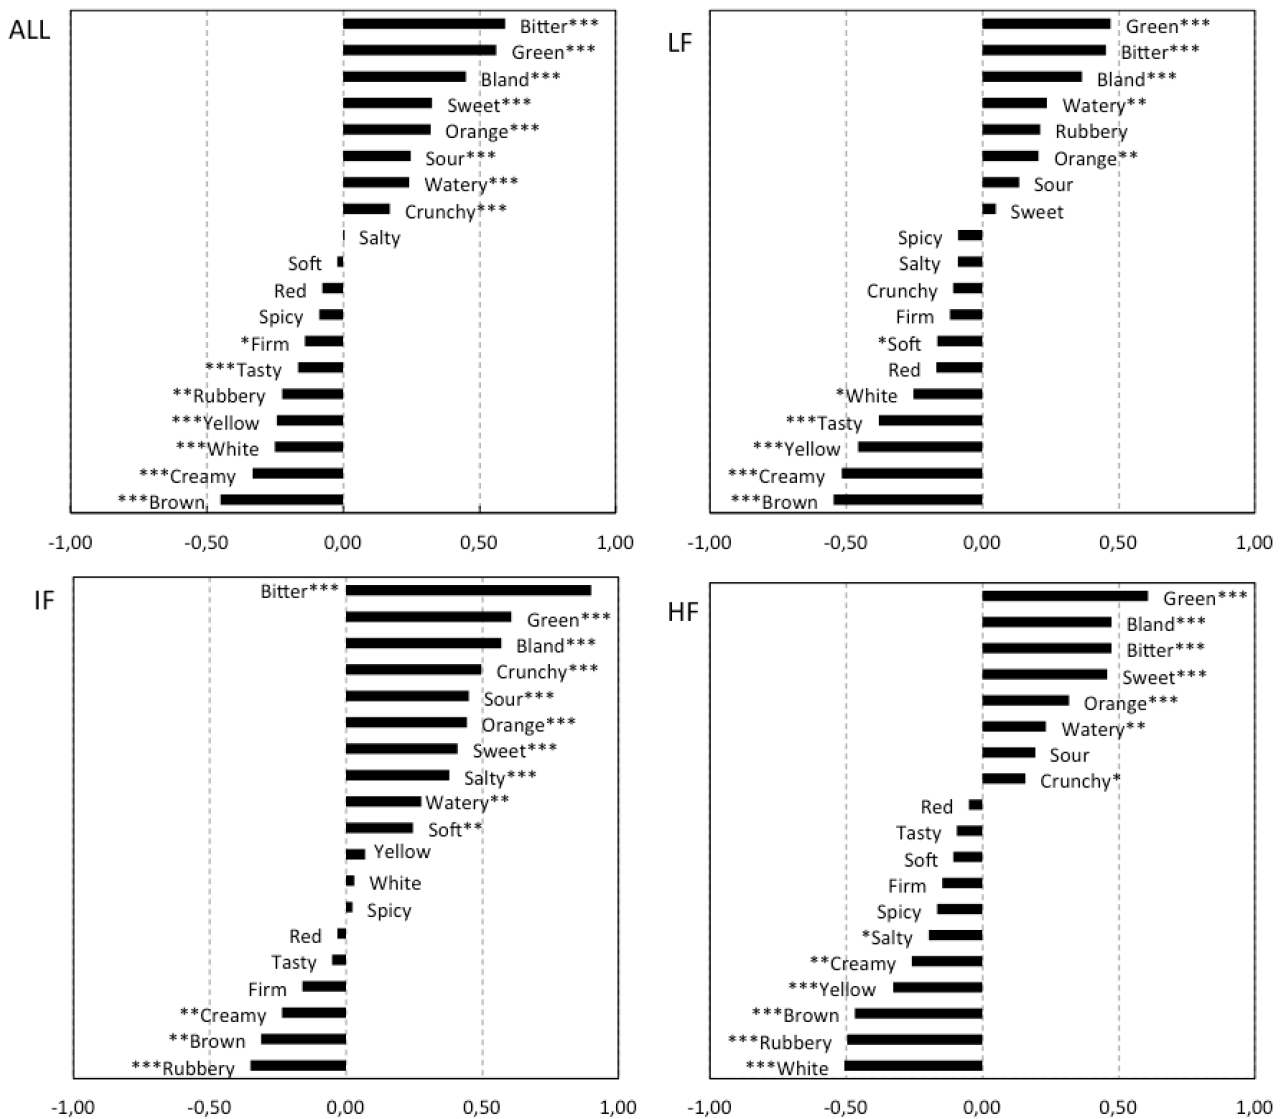 ALL
Bitter***
Green***
Bland***
Sweet***
Orange***
Sour***
Watery***
Crunchy***
Salty
Soft
Red
Spicy
*Firm
***Tasty
**Rubbery
***Yellow
***White
***Creamy
***Brown
-1,00 -0,50 0,00 0,50 1,00
LF
Green***
Bitter***
Bland***
Watery**
Rubbery
Orange**
Sour
Sweet
Spicy
Salty
Crunchy
Firm
*Soft
Red
*White
***Tasty
***Yellow
***Creamy
***Brown
-1,00 -0,50 0,00 0,50 1,00
IF
Bitter***
Green***
Bland***
Crunchy***
Sour***
Orange***
Sweet***
Salty***
Watery**
Soft**
Yellow
White
Spicy
Red
Tasty
Firm
**Creamy
**Brown
***Rubbery
-1,00 -0,50 0,00 0,50 1,00
HF
Green***
Bland***
Bitter***
Sweet***
Orange***
Watery**
Sour
Crunchy*
Red
Tasty
Soft
Firm
Spicy
*Salty
**Creamy
***Yellow
***Brown
***Rubbery
***White
-1,00 -0,50 0,00 0,50 1,00